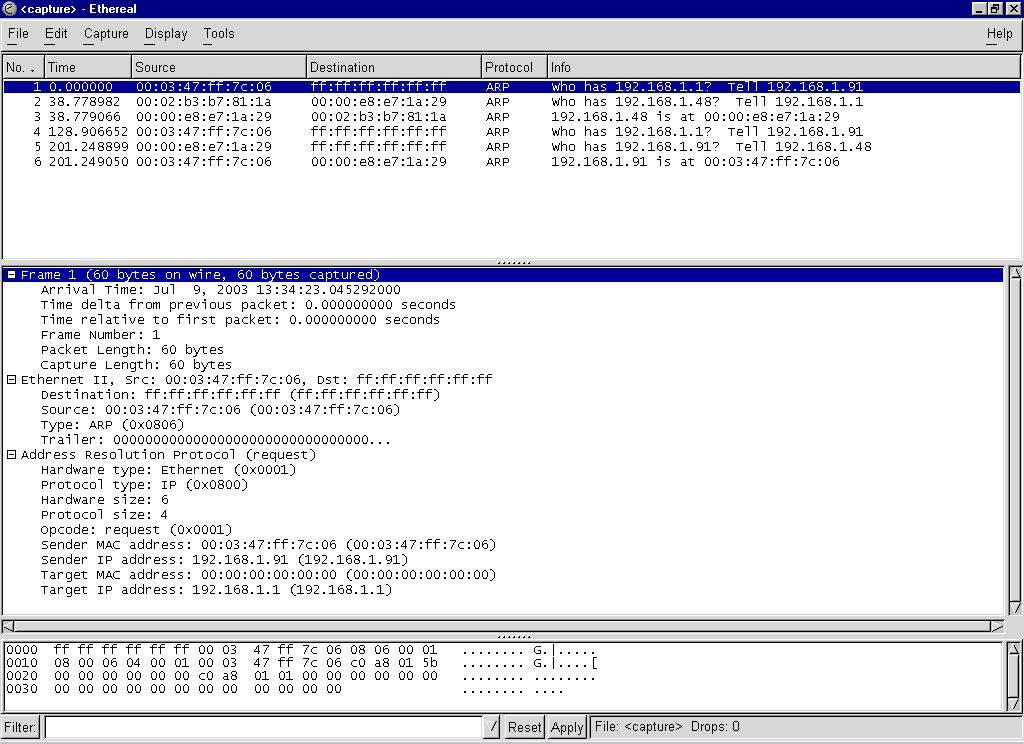 <capture> - Ethereal
File Edit Capture Display Tools Help
No. . Time Source Destination Protocol Info
1 0.000000 00:03:47:ff:7c:06 ff:ff:ff:ff:ff:ff ARP Who has 192.168.1.1? Tell 192.168.1.91
2 38.778982 00:02:b3:b7:81:1a 00:00:e8:e7:1a:29 ARP Who has 192.168.1.48? Tell 192.168.1.1
3 38.779066 00:00:e8:e7:1a:29 00:02:b3:b7:81:1a ARP 192.168.1.48 is at 00:00:e8:e7:1a:29
4 128.906652 00:03:47:ff:7c:06 ff:ff:ff:ff:ff:ff ARP Who has 192.168.1.1? Tell 192.168.1.91
5 201.248899 00:00:e8:e7:1a:29 ff:ff:ff:ff:ff:ff ARP Who has 192.168.1.91? Tell 192.168.1.48
6 201.249050 00:03:47:ff:7c:06 00:00:e8:e7:1a:29 ARP 192.168.1.91 is at 00:03:47:ff:7c:06
Frame 1 (60 bytes on wire, 60 bytes captured)
Arrival Time: Jul  9, 2003 13:34:23.045292000
Time delta from previous packet: 0.000000000 seconds
Time relative to first packet: 0.000000000 seconds
Frame Number: 1
Packet Length: 60 bytes
Capture Length: 60 bytes
Ethernet II, Src: 00:03:47:ff:7c:06, Dst: ff:ff:ff:ff:ff:ff
Destination: ff:ff:ff:ff:ff:ff (ff:ff:ff:ff:ff:ff)
Source: 00:03:47:ff:7c:06 (00:03:47:ff:7c:06)
Type: ARP (0x0806)
Trailer: 00000000000000000000000000000000...
Address Resolution Protocol (request)
Hardware type: Ethernet (0x0001)
Protocol type: IP (0x0800)
Hardware size: 6
Protocol size: 4
Opcode: request (0x0001)
Sender MAC address: 00:03:47:ff:7c:06 (00:03:47:ff:7c:06)
Sender IP address: 192.168.1.91 (192.168.1.91)
Target MAC address: 00:00:00:00:00:00 (00:00:00:00:00:00)
Target IP address: 192.168.1.1 (192.168.1.1)
0000 ff ff ff ff ff ff 00 03 47 ff 7c 06 08 06 00 01 ........ G.|.....
0010 08 00 06 04 00 01 00 03 47 ff 7c 06 c0 a8 01 5b ........ G.|....[
0020 00 00 00 00 00 00 c0 a8 01 01 00 00 00 00 00 00 ........ ........
0030 00 00 00 00 00 00 00 00 00 00 00 00 ........ ....
Filter: Reset Apply File: <capture> Drops: 0